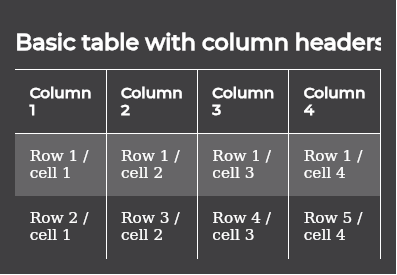 Basic table with column headers
Column
1
Column
2
Column
3
Column
4
Row 1 /
cell 1
Row 1 /
cell 2
Row 1 /
cell 3
Row 1 /
cell 4
Row 2 /
cell 1
Row 3 /
cell 2
Row 4 /
cell 3
Row 5 /
cell 4